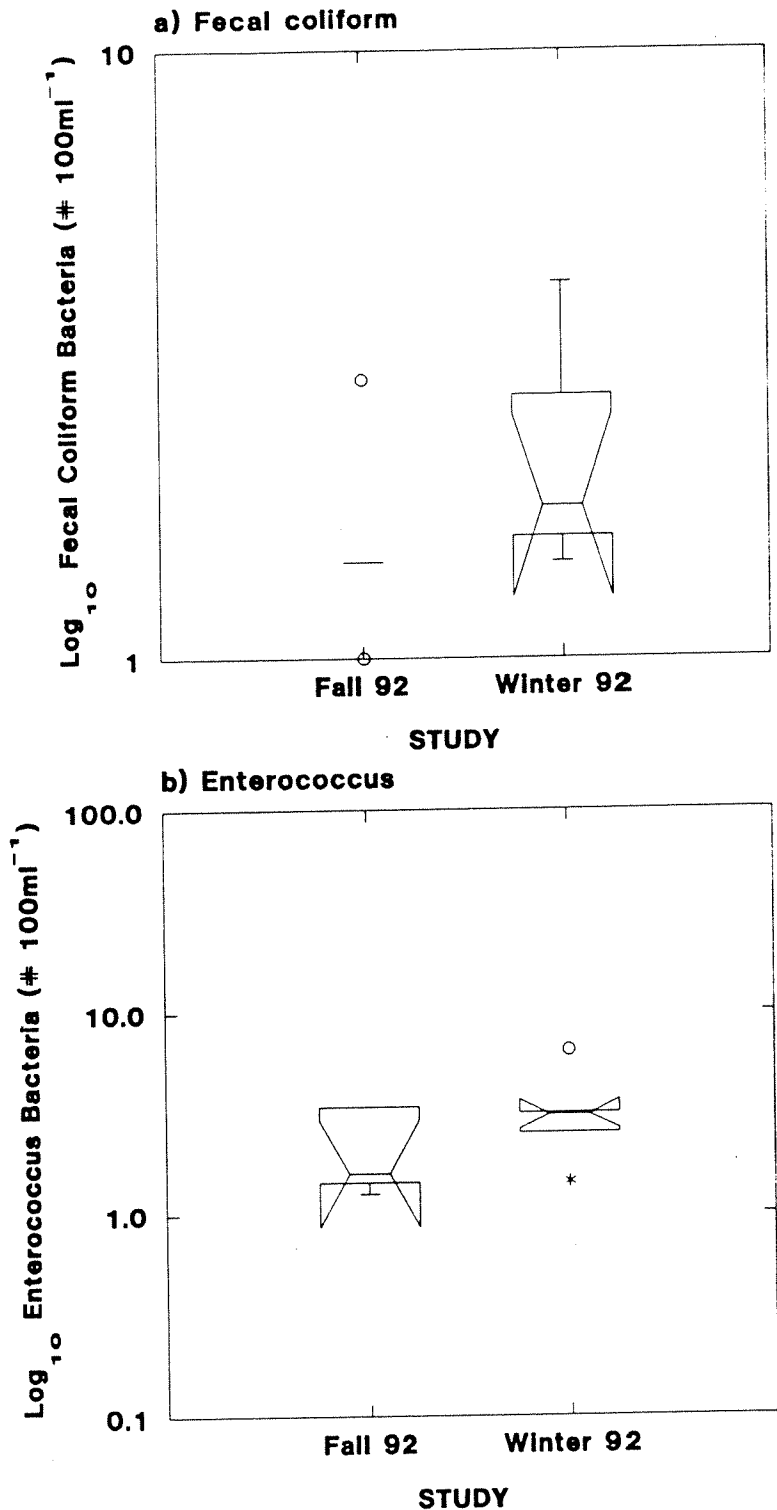 a) Fecal coliform
Log₁₀ Fecal Coliform Bacteria (# 100ml⁻¹)
10
1
Fall 92 Winter 92
STUDY
b) Enterococcus
Log₁₀ Enterococcus Bacteria (# 100ml⁻¹)
100.0
10.0
1.0
0.1
Fall 92 Winter 92
STUDY